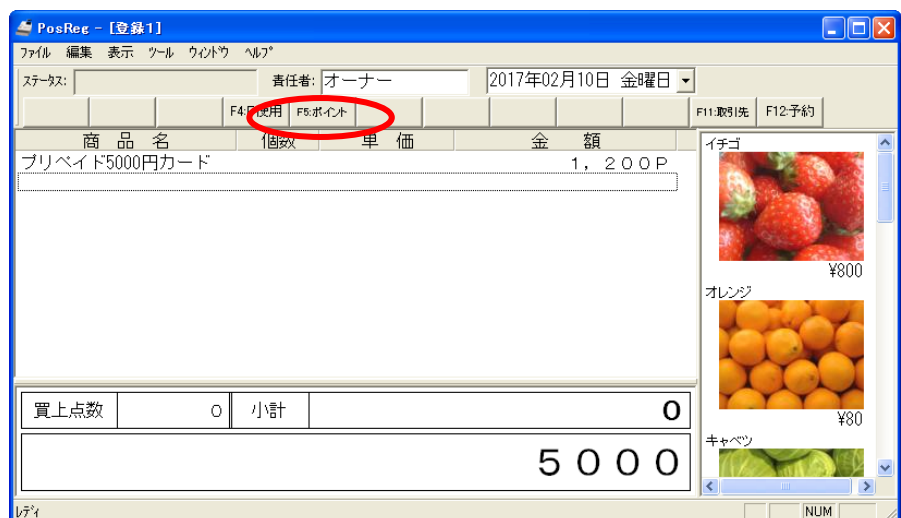 PosReg - [登録1]
ファイル 編集 表示 ツール ウィンドウ ヘルプ
ステータス: 責任者: オーナー 2017年02月10日 金曜日
F4: 使用 F5:ポイント F11:取引先 F12:予約
商 品 名 個数 単 価 金 額
プリペイド5000円カード 1,200P
イチゴ
¥800
オレンジ
¥80
キャベツ
買上点数 0 小計 0
5000
レディ NUM